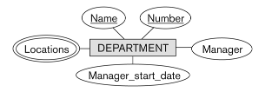 Name
Number
Locations
DEPARTMENT
Manager
Manager_start_date